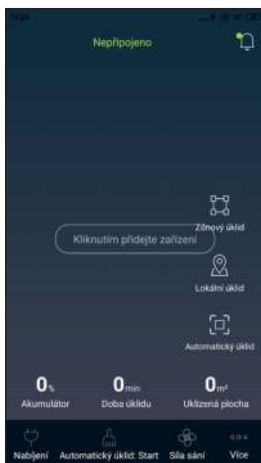 Nepřipojeno
Zónový úklid
Kliknutím přidejte zařízení
Lokální úklid
Automatický úklid
0% 0min 0m²
Akumulátor Doba úklidu Uklizená plocha
Nabíjení Automatický úklid: Start Síla sání Více